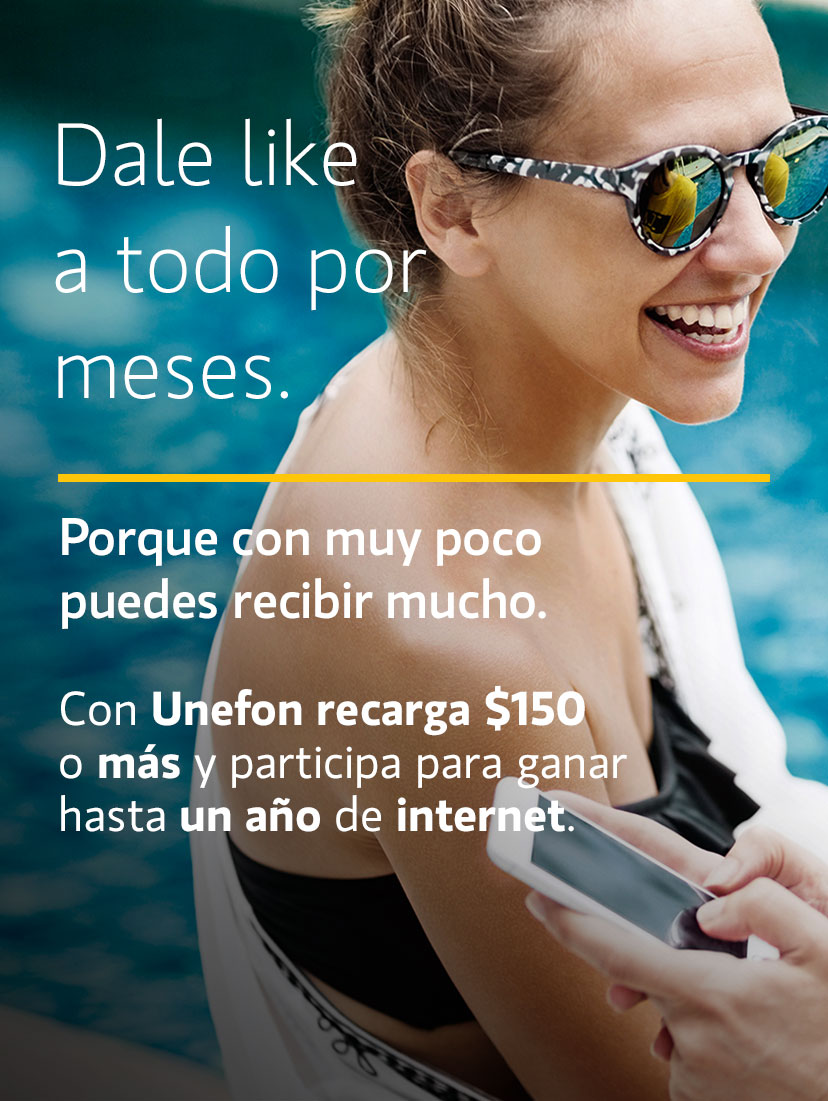 Dale like
a todo por
meses.
Porque con muy poco
puedes recibir mucho.
Con Unefon recarga $150
o más y participa para ganar
hasta un año de internet.